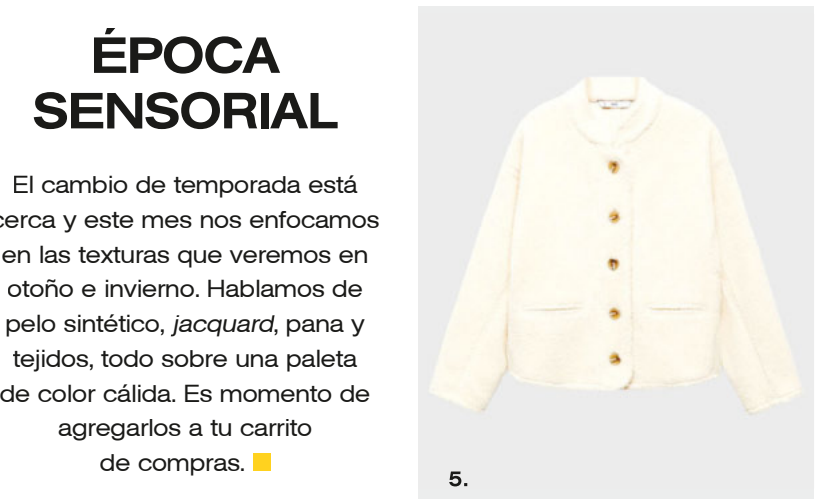 ÉPOCA
SENSORIAL
El cambio de temporada está
cerca y este mes nos enfocamos
en las texturas que veremos en
otoño e invierno. Hablamos de
pelo sintético, jacquard, pana y
tejidos, todo sobre una paleta
de color cálida. Es momento de
agregarlos a tu carrito
de compras.
5.